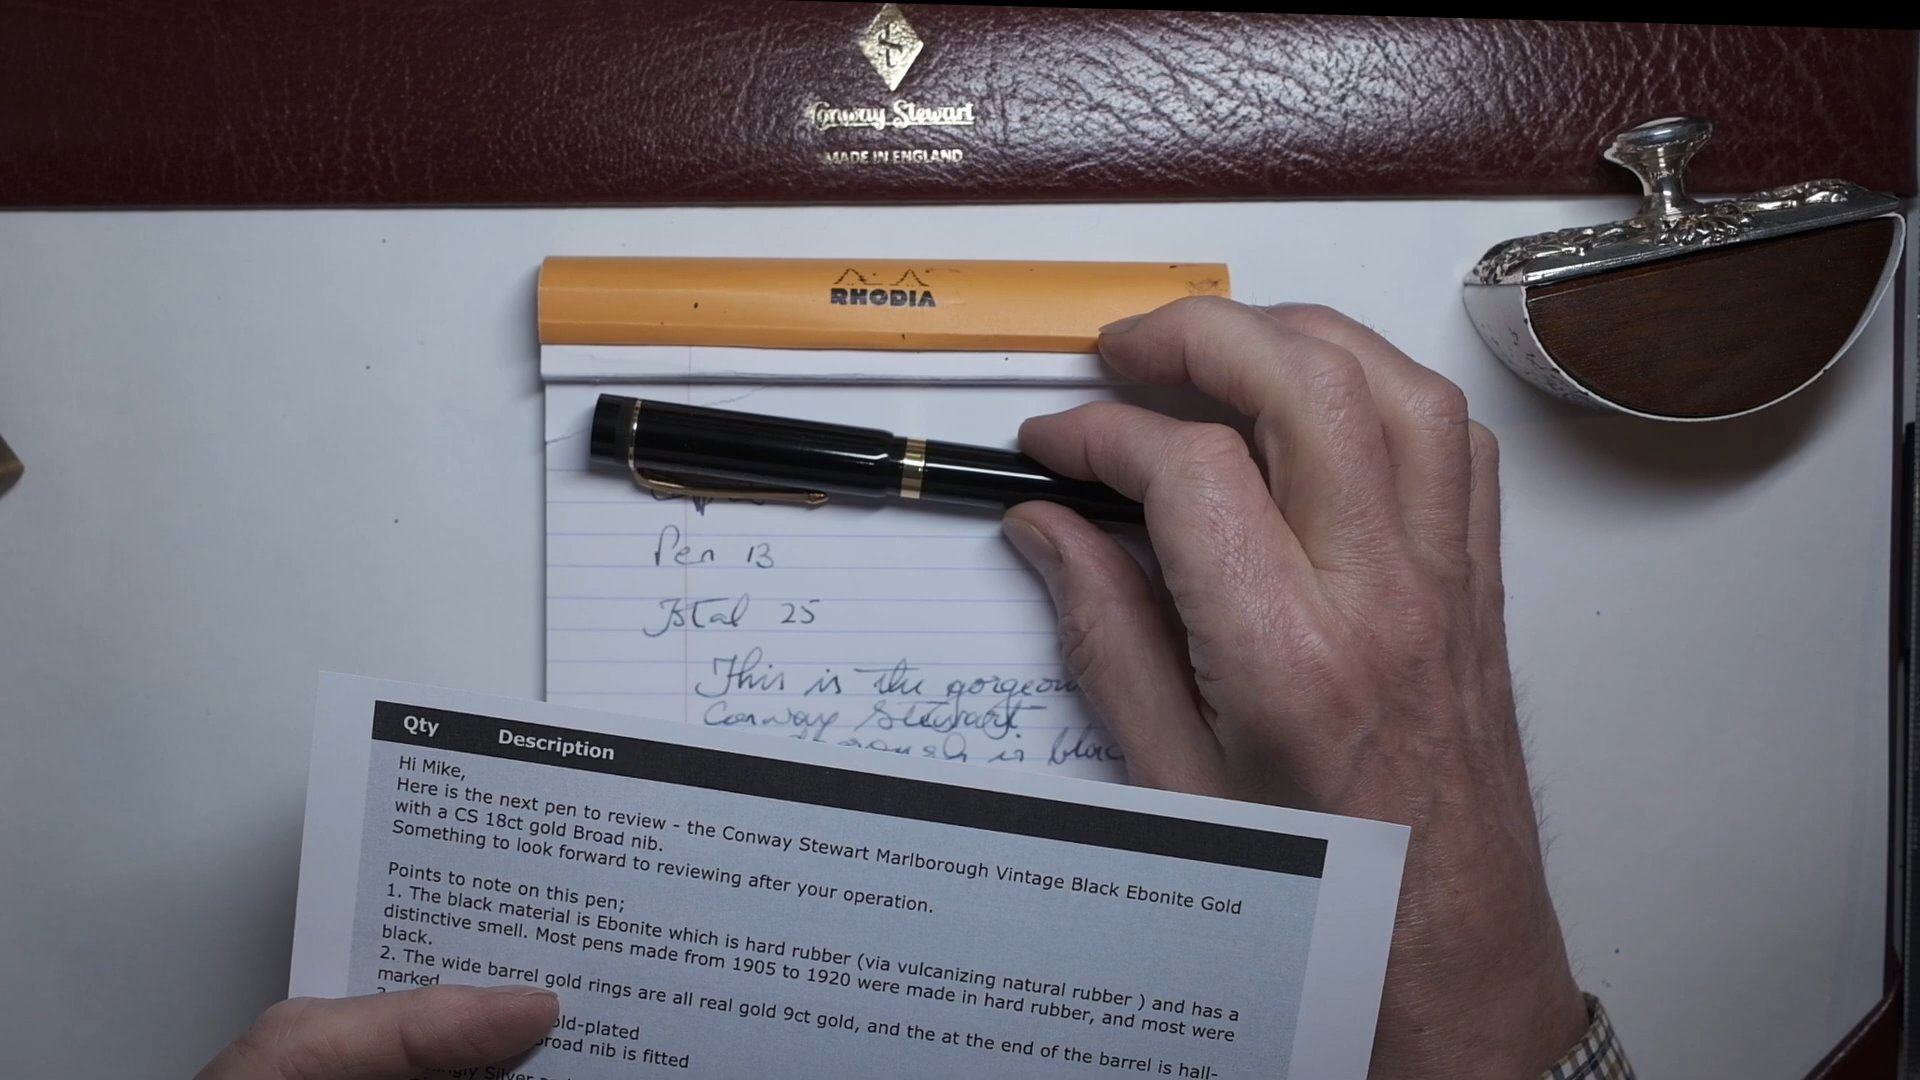 Conway Stewart
MADE IN ENGLAND
RHODIA
Pen 13
Total 25
This is the
Conway Stewart
is
Qty Description
Hi Mike,
Here is the next pen to review - the Conway Stewart Marlborough Vintage Black Ebonite Gold
with a CS 18ct gold Broad nib.
Something to look forward to reviewing after your operation.
Points to note on this pen;
1. The black material is Ebonite which is hard rubber (via vulcanizing natural rubber ) and has a
distinctive smell. Most pens made from 1905 to 1920 were made in hard rubber, and most were
black.
2. The wide barrel gold rings are all real gold 9ct gold, and the at the end of the barrel is hall-
marked
nib is fitted